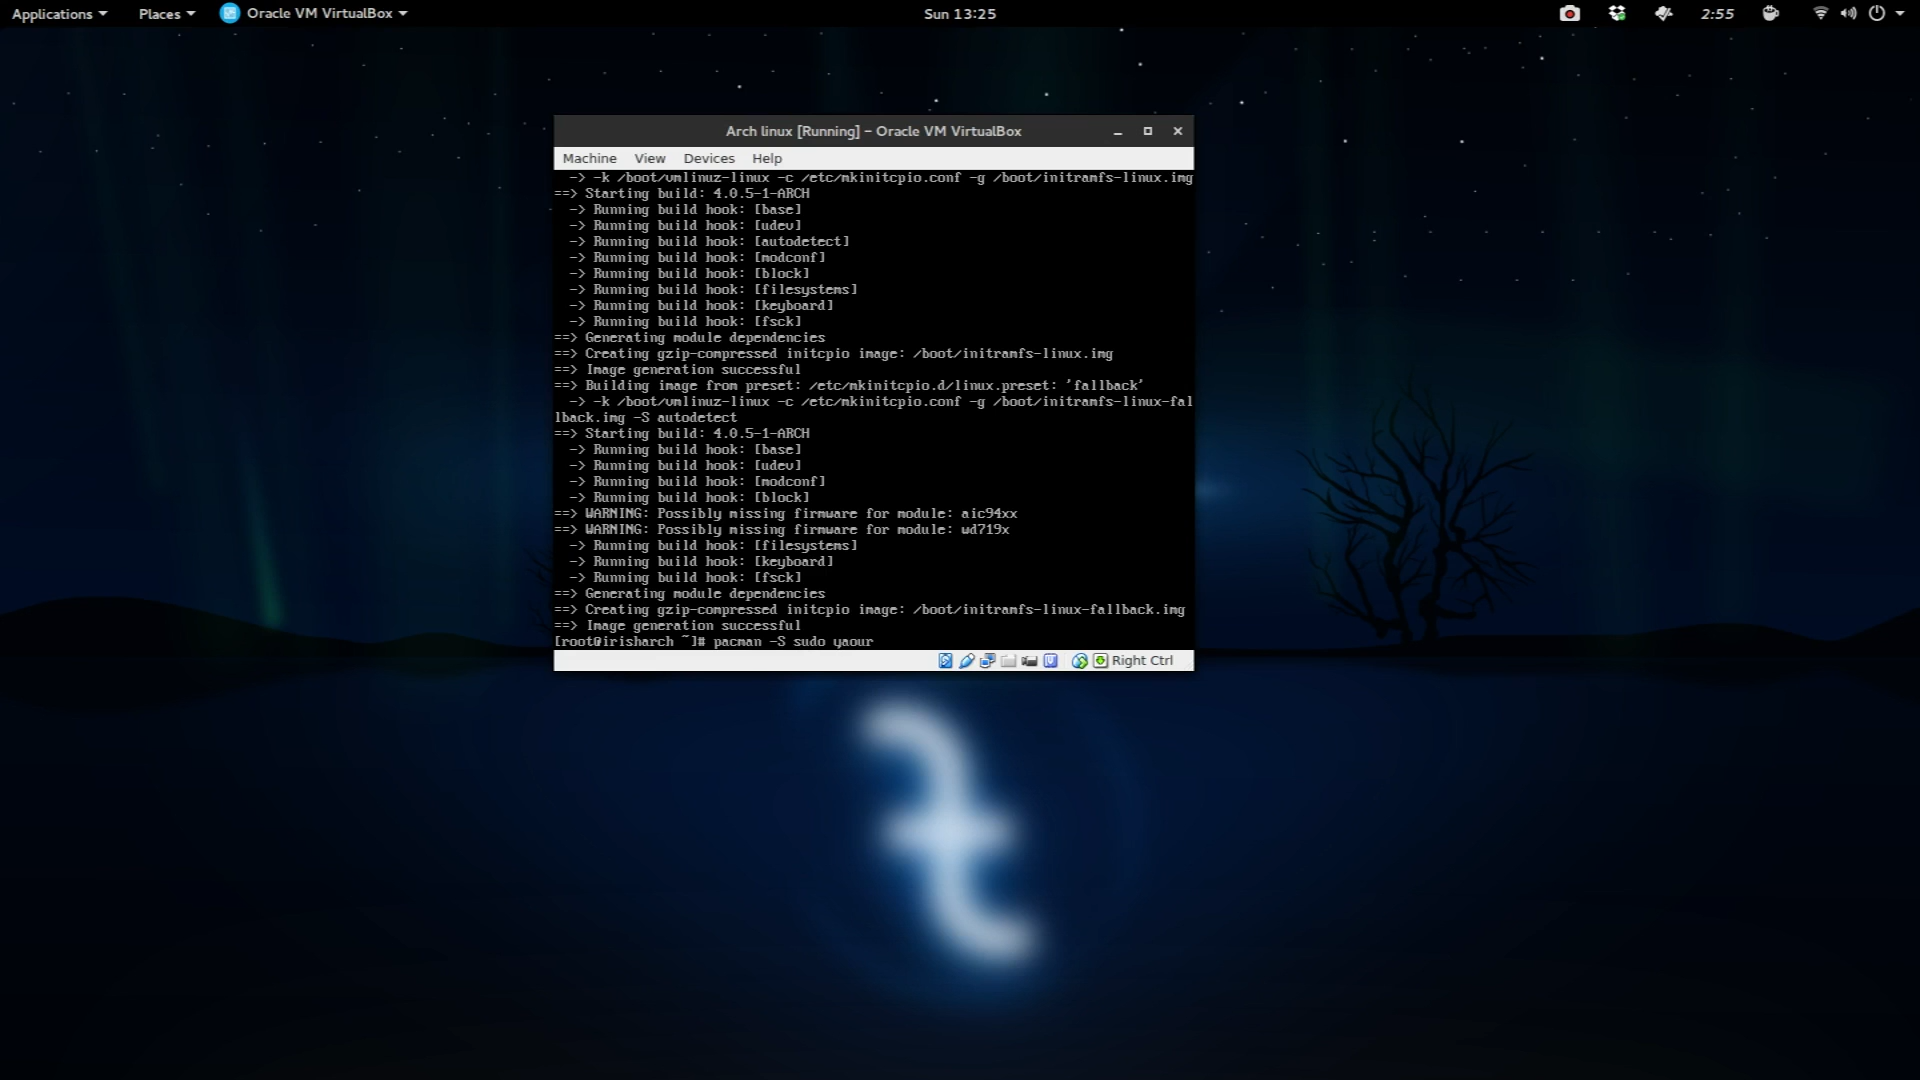 Applications Places Oracle VM VirtualBox Sun 13:25 2:55
Arch linux [Running] - Oracle VM VirtualBox
Machine View Devices Help
-> -k /boot/vmlinuz-linux -c /etc/mkinitcpio.conf -g /boot/initramfs-linux.img
==> Starting build: 4.0.5-1-ARCH
-> Running build hook: [base]
-> Running build hook: [udev]
-> Running build hook: [autodetect]
-> Running build hook: [modconf]
-> Running build hook: [block]
-> Running build hook: [filesystems]
-> Running build hook: [keyboard]
-> Running build hook: [fsck]
==> Generating module dependencies
==> Creating gzip-compressed initcpio image: /boot/initramfs-linux.img
==> Image generation successful
==> Building image from preset: /etc/mkinitcpio.d/linux.preset: 'fallback'
-> -k /boot/vmlinuz-linux -c /etc/mkinitcpio.conf -g /boot/initramfs-linux-fal
lback.img -S autodetect
==> Starting build: 4.0.5-1-ARCH
-> Running build hook: [base]
-> Running build hook: [udev]
-> Running build hook: [modconf]
-> Running build hook: [block]
==> WARNING: Possibly missing firmware for module: aic94xx
==> WARNING: Possibly missing firmware for module: wd719x
-> Running build hook: [filesystems]
-> Running build hook: [keyboard]
-> Running build hook: [fsck]
==> Generating module dependencies
==> Creating gzip-compressed initcpio image: /boot/initramfs-linux-fallback.img
==> Image generation successful
[root@irisharch ~]# pacman -S sudo yaour
Right Ctrl